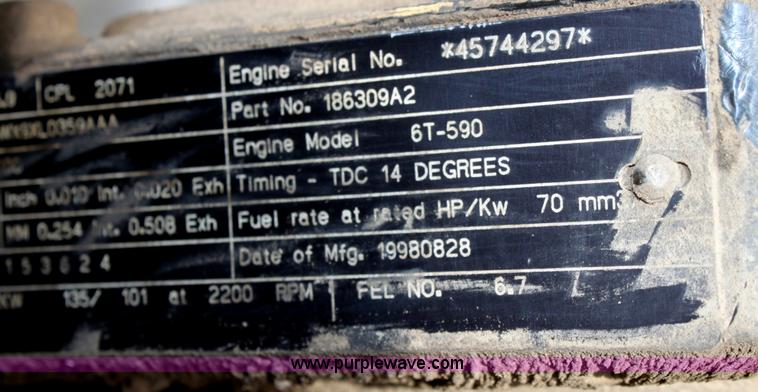 Engine Serial No. *45744297*
CPL 2071
Part No. 186309A2
Engine Model 6T-590
Inch 0.010 Int. 0.020 Exh Timing - TDC 14 DEGREES
MM 0.254 Int. 0.508 Exh Fuel rate at rated HP/Kw 70 mm3
1 5 3 6 2 4 Date of Mfg. 19980828
KW 135/ 101 at 2200 RPM FEL NO. 6.7
www.purplewave.com